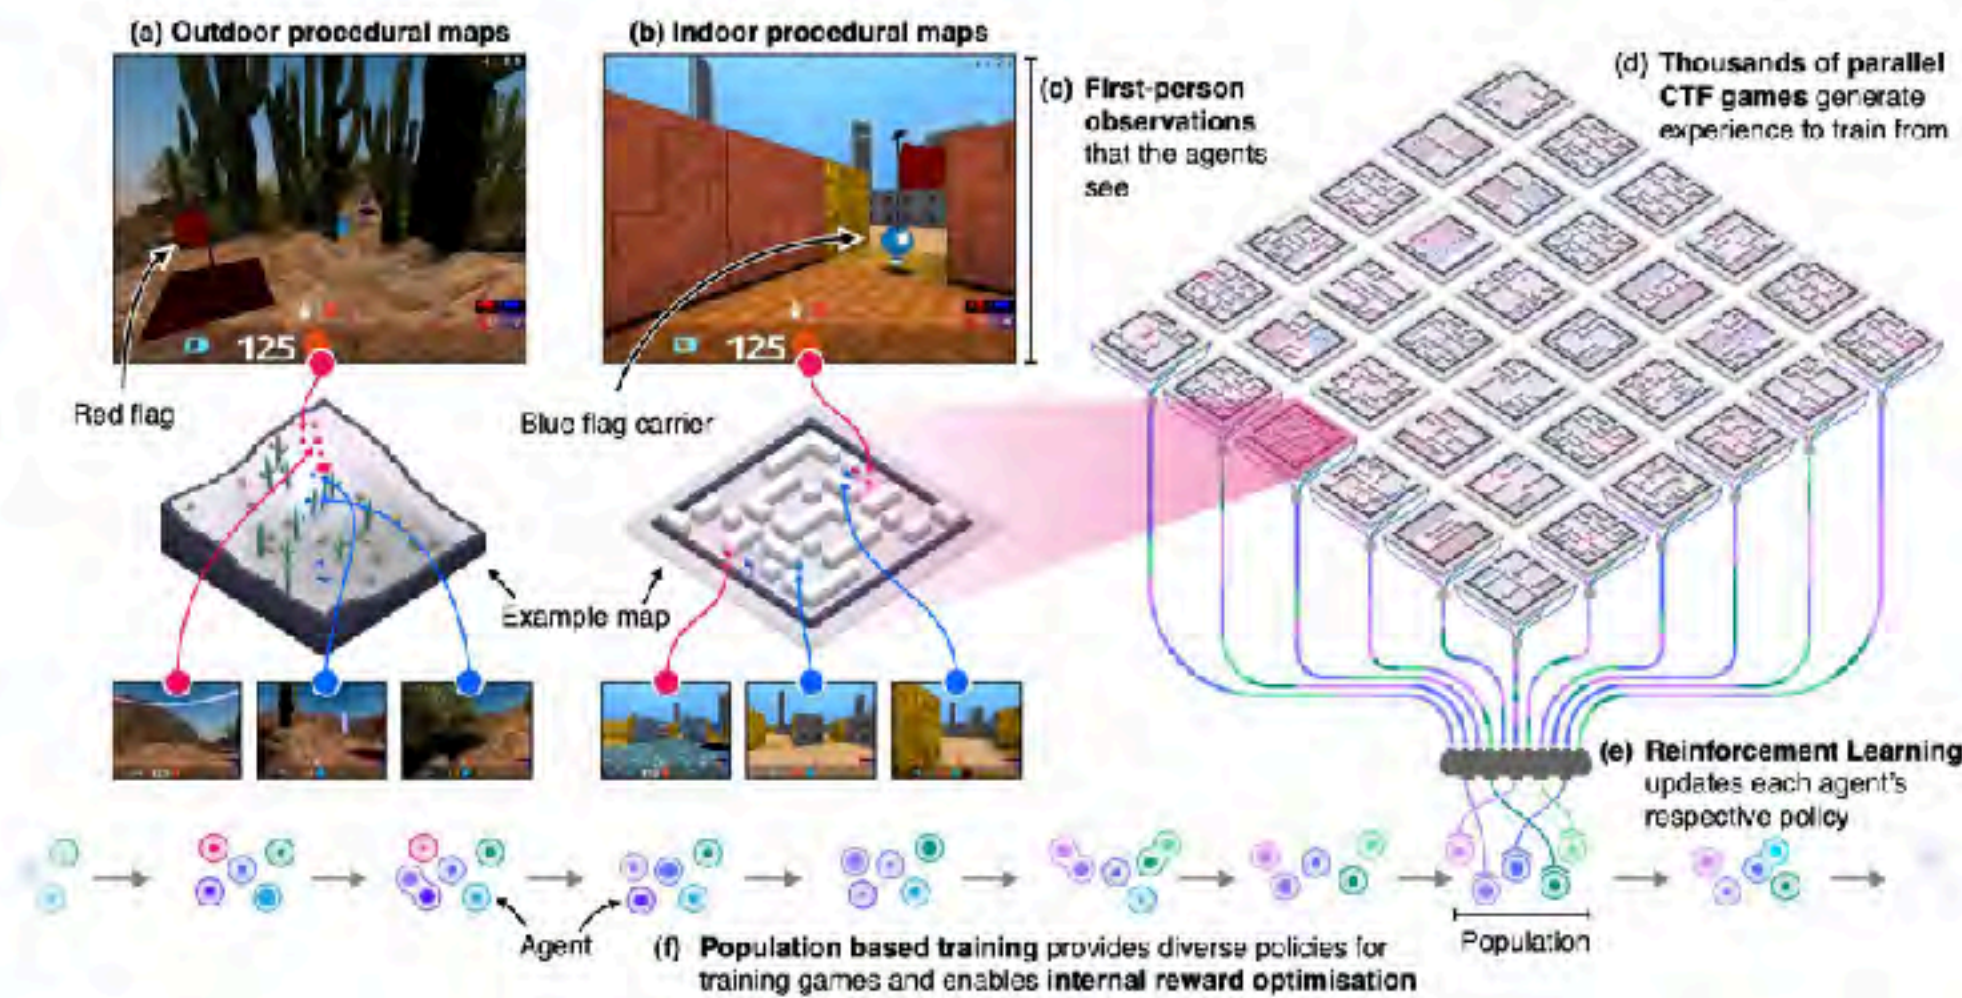 (a) Outdoor procedural maps
(b) Indoor procedural maps
(c) First-person
observations
that the agents
see
(d) Thousands of parallel
CTF games generate
experience to train from
125
125
Red flag
Blue flag carrier
Example map
(e) Reinforcement Learning
updates each agent's
respective policy
Agent
Population
(f) Population based training provides diverse policies for
training games and enables internal reward optimisation